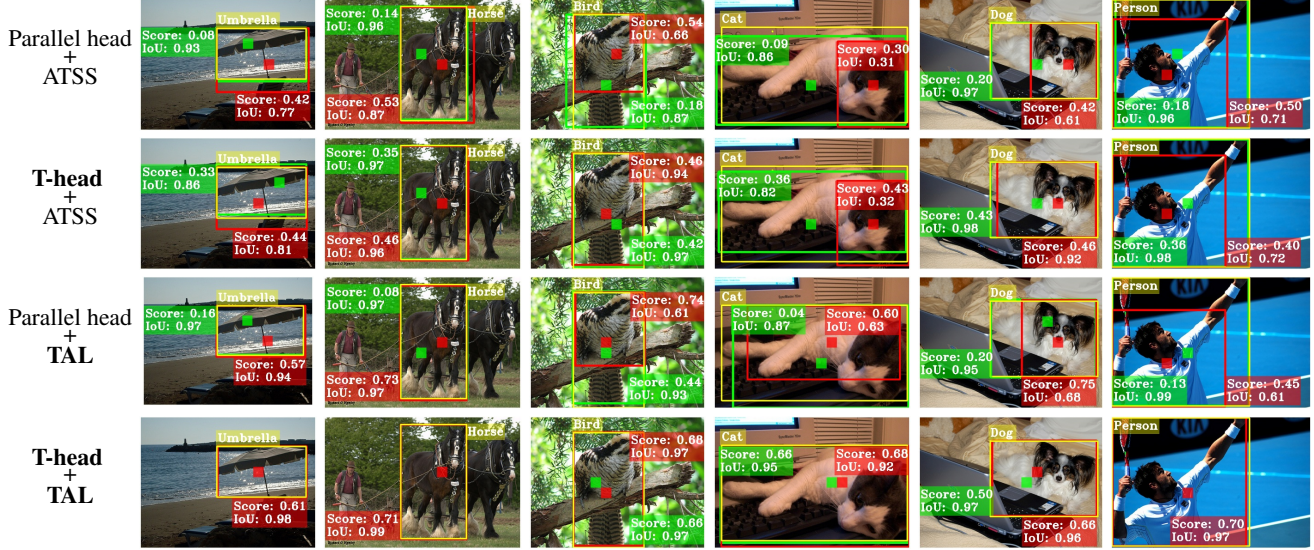 Parallel head
+
ATSS
Umbrella
Score: 0.08
IoU: 0.93
Score: 0.42
IoU: 0.77
Score: 0.14
IoU: 0.96
Horse
Score: 0.53
IoU: 0.87
Bird
Score: 0.54
IoU: 0.66
Score: 0.18
IoU: 0.87
Cat
Score: 0.09
IoU: 0.86
Score: 0.30
IoU: 0.31
Dog
Score: 0.20
IoU: 0.97
Score: 0.42
IoU: 0.61
Person
KIA
Score: 0.18
IoU: 0.96
Score: 0.50
IoU: 0.71
T-head
+
ATSS
Umbrella
Score: 0.33
IoU: 0.86
Score: 0.44
IoU: 0.81
Score: 0.35
IoU: 0.97
Horse
Score: 0.46
IoU: 0.96
Bird
Score: 0.46
IoU: 0.94
Score: 0.42
IoU: 0.97
Cat
Score: 0.36
IoU: 0.82
Score: 0.43
IoU: 0.32
Dog
Score: 0.43
IoU: 0.98
Score: 0.46
IoU: 0.92
Person
KIA
Score: 0.36
IoU: 0.98
Score: 0.40
IoU: 0.72
Parallel head
+
TAL
Umbrella
Score: 0.16
IoU: 0.97
Score: 0.57
IoU: 0.94
Score: 0.08
IoU: 0.97
Horse
Score: 0.73
IoU: 0.97
Bird
Score: 0.74
IoU: 0.61
Score: 0.44
IoU: 0.93
Cat
Score: 0.04
IoU: 0.87
Score: 0.60
IoU: 0.63
Dog
Score: 0.20
IoU: 0.95
Score: 0.75
IoU: 0.68
Person
KIA
Score: 0.13
IoU: 0.99
Score: 0.45
IoU: 0.61
T-head
+
TAL
Umbrella
Score: 0.61
IoU: 0.98
Horse
Score: 0.71
IoU: 0.99
Bird
Score: 0.68
IoU: 0.97
Score: 0.66
IoU: 0.97
Cat
Score: 0.66
IoU: 0.95
Score: 0.68
IoU: 0.92
Dog
Score: 0.50
IoU: 0.97
Score: 0.66
IoU: 0.96
Person
KIA
Score: 0.70
IoU: 0.97